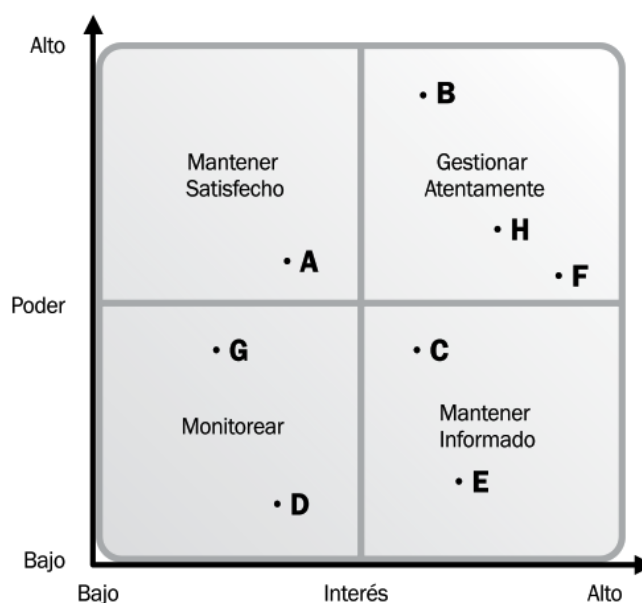 Alto
B
Mantener
Satisfecho
Gestionar
Atentamente
H
A
F
Poder
G
C
Monitorear
Mantener
Informado
E
D
Bajo
Bajo
Interés
Alto